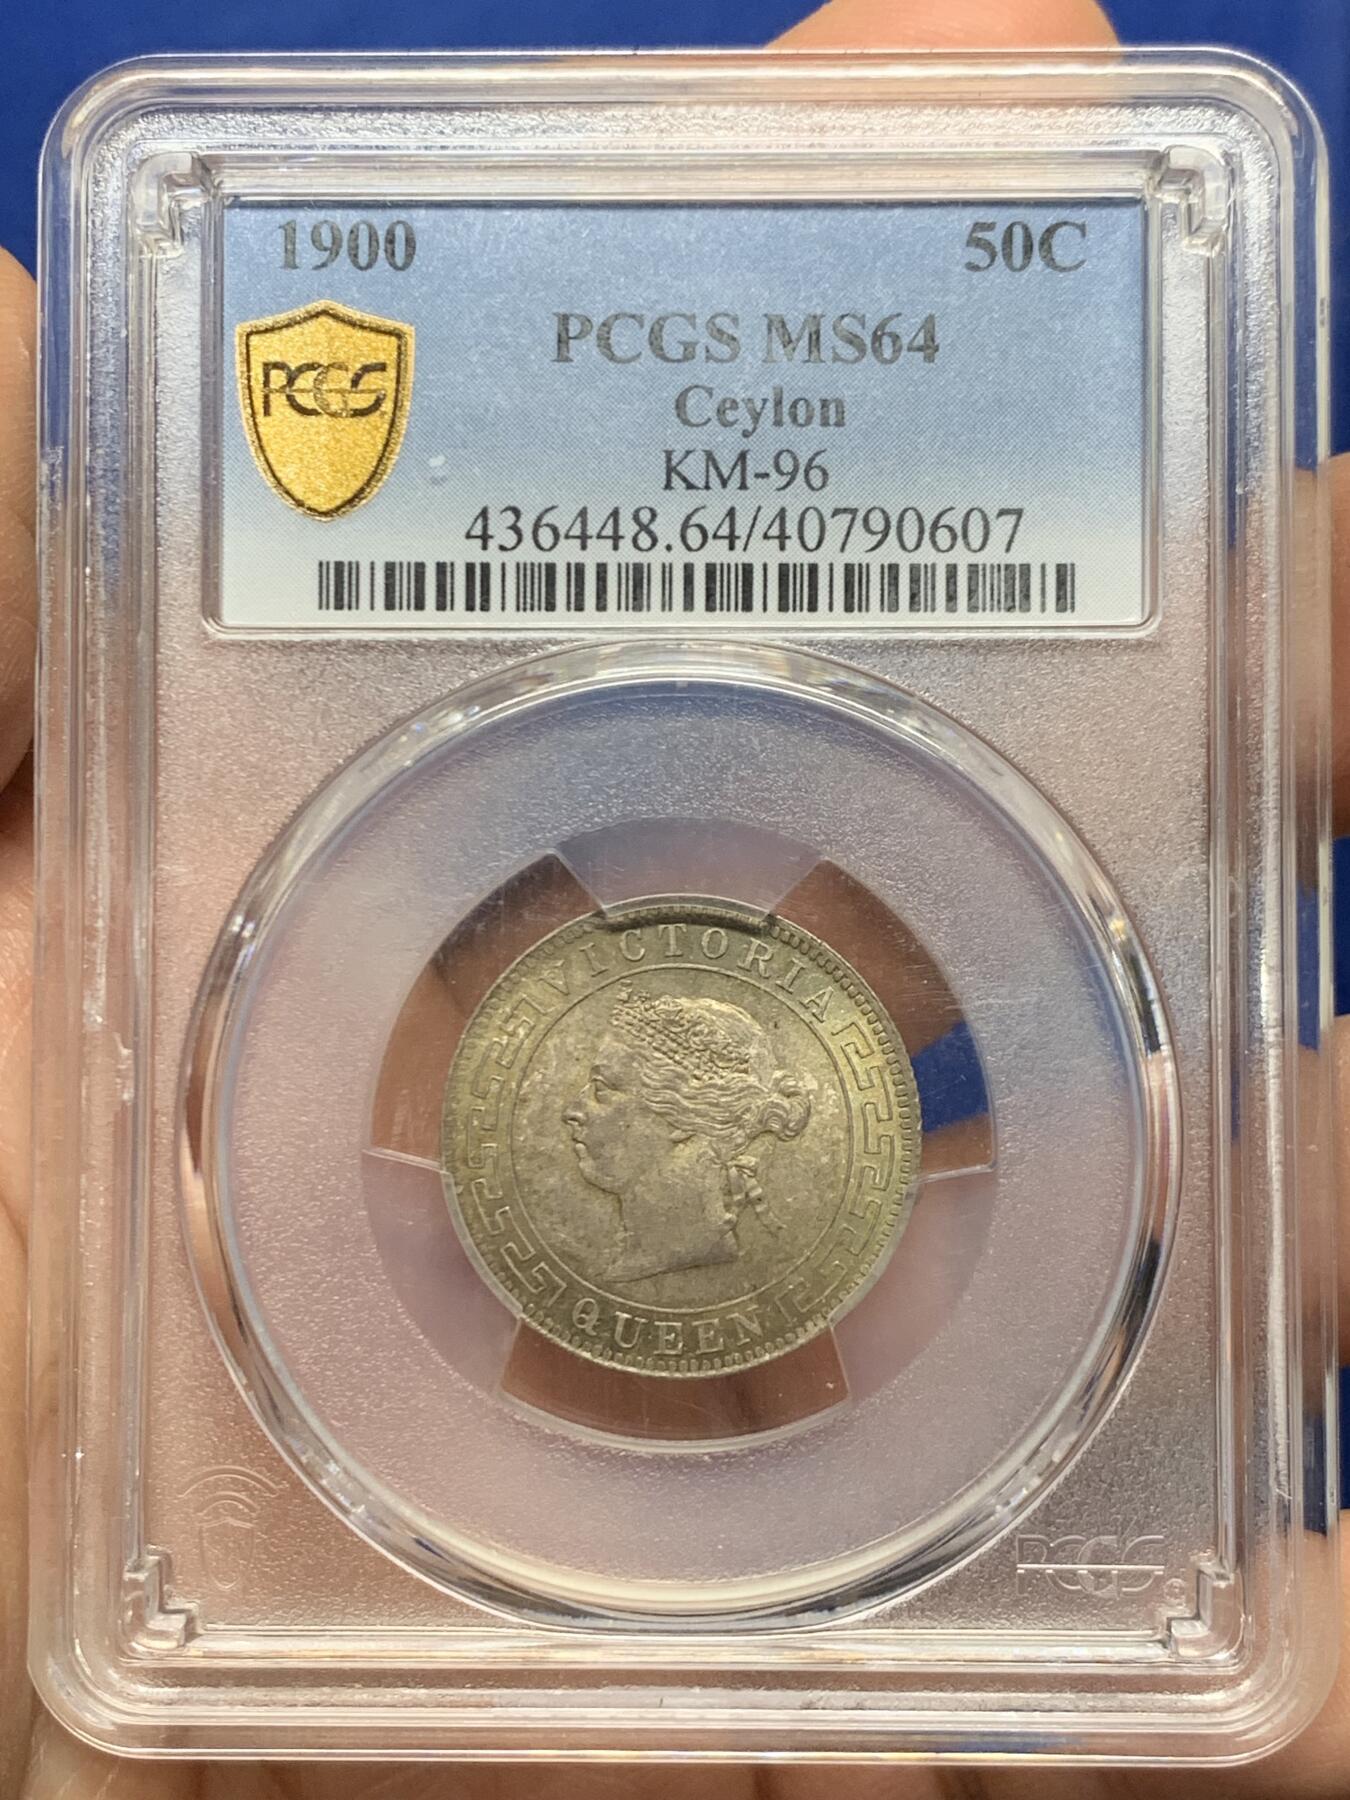 1900 50C
PCGS MS64
PCGS
Ceylon
KM-96
436448.64/40790607
VICTORIA
QUEEN
PCGS